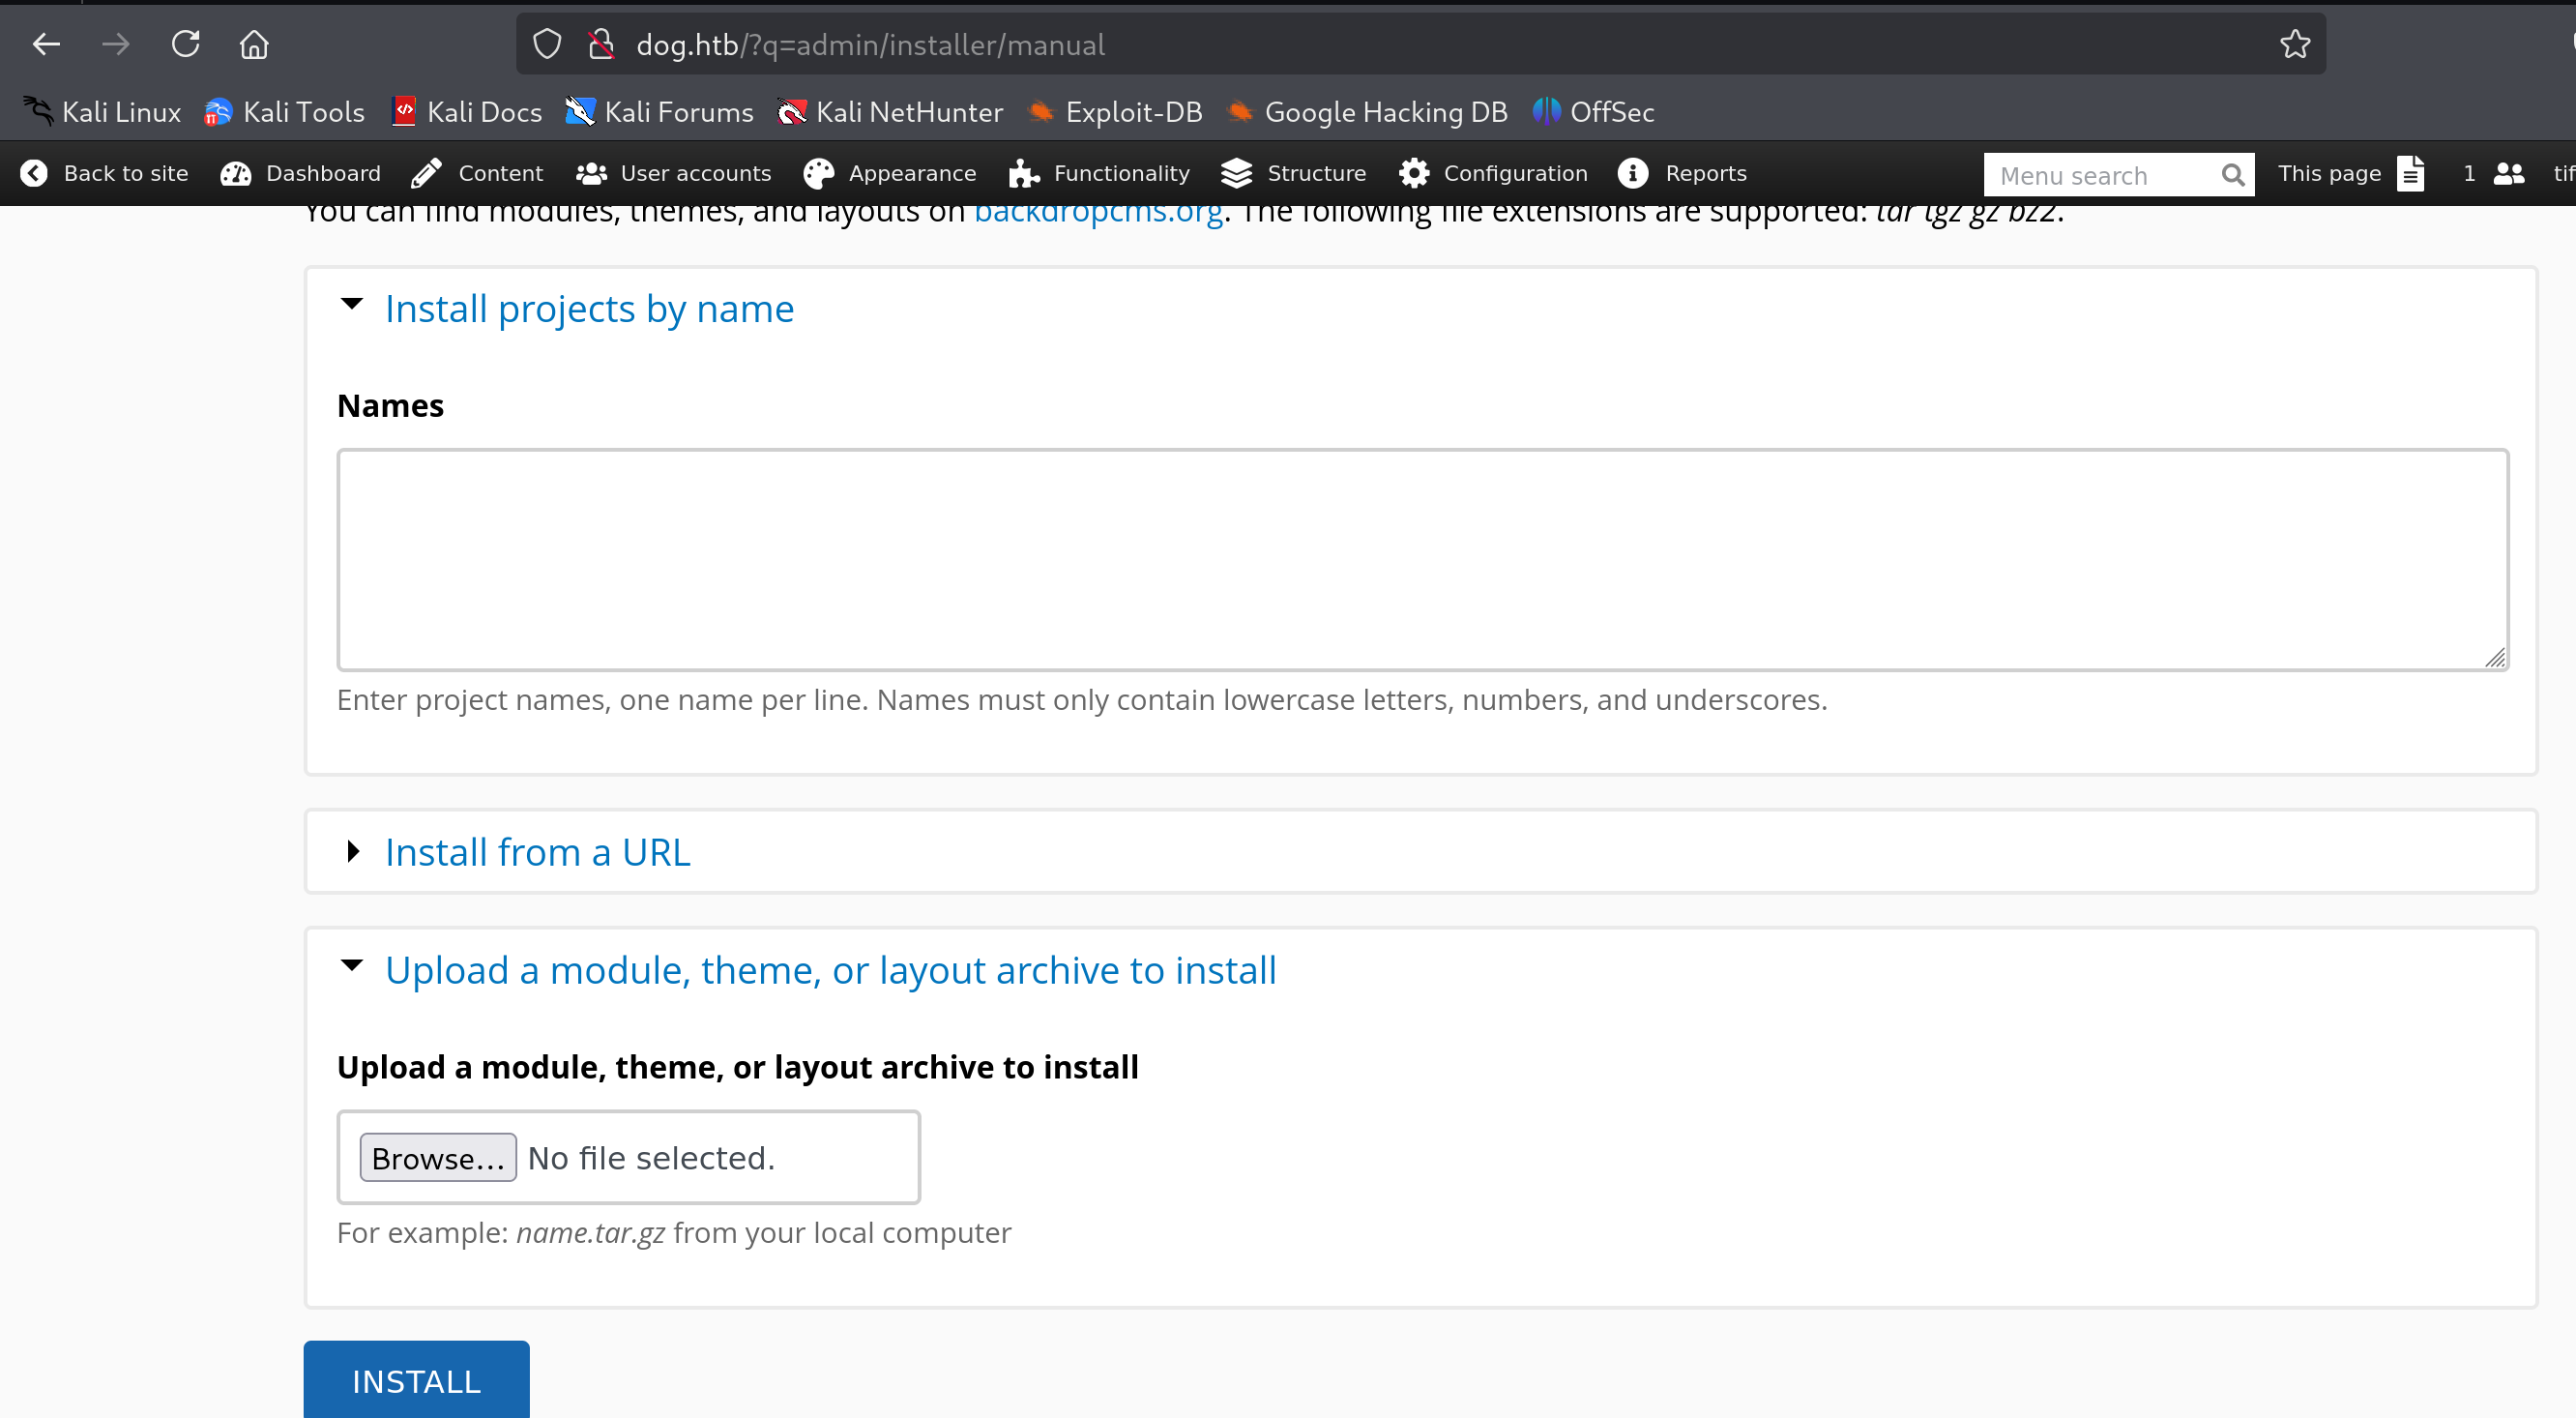 dog.htb/?q=admin/installer/manual
Kali Linux Kali Tools Kali Docs Kali Forums Kali NetHunter Exploit-DB Google Hacking DB OffSec
Back to site Dashboard Content User accounts Appearance Functionality Structure Configuration Reports Menu search This page 1 tif
You can find modules, themes, and layouts on backdropcms.org. The following file extensions are supported: tar tgz gz bz2.
Install projects by name
Names
Enter project names, one name per line. Names must only contain lowercase letters, numbers, and underscores.
Install from a URL
Upload a module, theme, or layout archive to install
Upload a module, theme, or layout archive to install
Browse... No file selected.
For example: name.tar.gz from your local computer
INSTALL